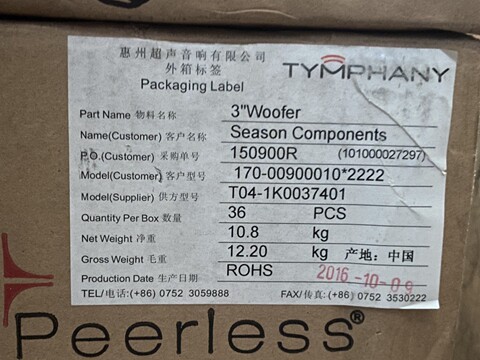 惠州超声音响有限公司
外箱标签
TYMPHANY
Packaging Label
Part Name 物料名称 3"Woofer
Name(Customer) 客户名称 Season Components
P.O.(Customer) 采购单号 150900R (101000027297)
Model(Customer) 客户型号 170-00900010*2222
Model(Supplier) 供方型号 T04-1K0037401
Quantity Per Box 数量 36 PCS
Net Weight 净重 10.8 kg
Gross Weight 毛重 12.20 kg 产地: 中国
Production Date 生产日期 ROHS 2016-10-09
TEL/电话:(+86) 0752 3059888 FAX/传真: (+86) 0752 3530222
Peerless®